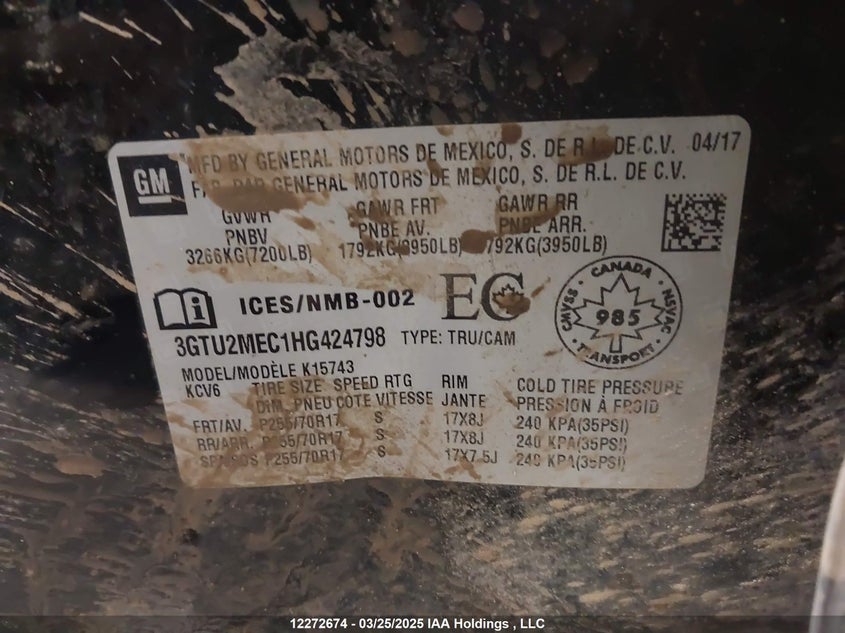 GM
MFD BY GENERAL MOTORS DE MEXICO, S. DE R.L. DE C.V. 04/17
FAB. PAR GENERAL MOTORS DE MEXICO, S. DE R.L. DE C.V.
GVWR GAWR FRT GAWR RR
PNBV PNBE AV. PNBE ARR.
3266KG(7200LB) 1792KG(3950LB) 1792KG(3950LB)
ICES/NMB-002 EC
CANADA
CMVSS 985 NSVAC
TRANSPORT
3GTU2MEC1HG424798 TYPE: TRU/CAM
MODEL/MODÈLE K15743
KCV6 TIRE SIZE SPEED RTG RIM COLD TIRE PRESSURE
DIM. PNEU COTE VITESSE JANTE PRESSION À FROID
FRT/AV. P255/70R17 S 17X8J 240 KPA(35PSI)
RR/ARR. P255/70R17 S 17X8J 240 KPA(35PSI)
SPA/SDS P255/70R17 S 17X7.5J 240 KPA(35PSI)
12272674 - 03/25/2025 IAA Holdings , LLC